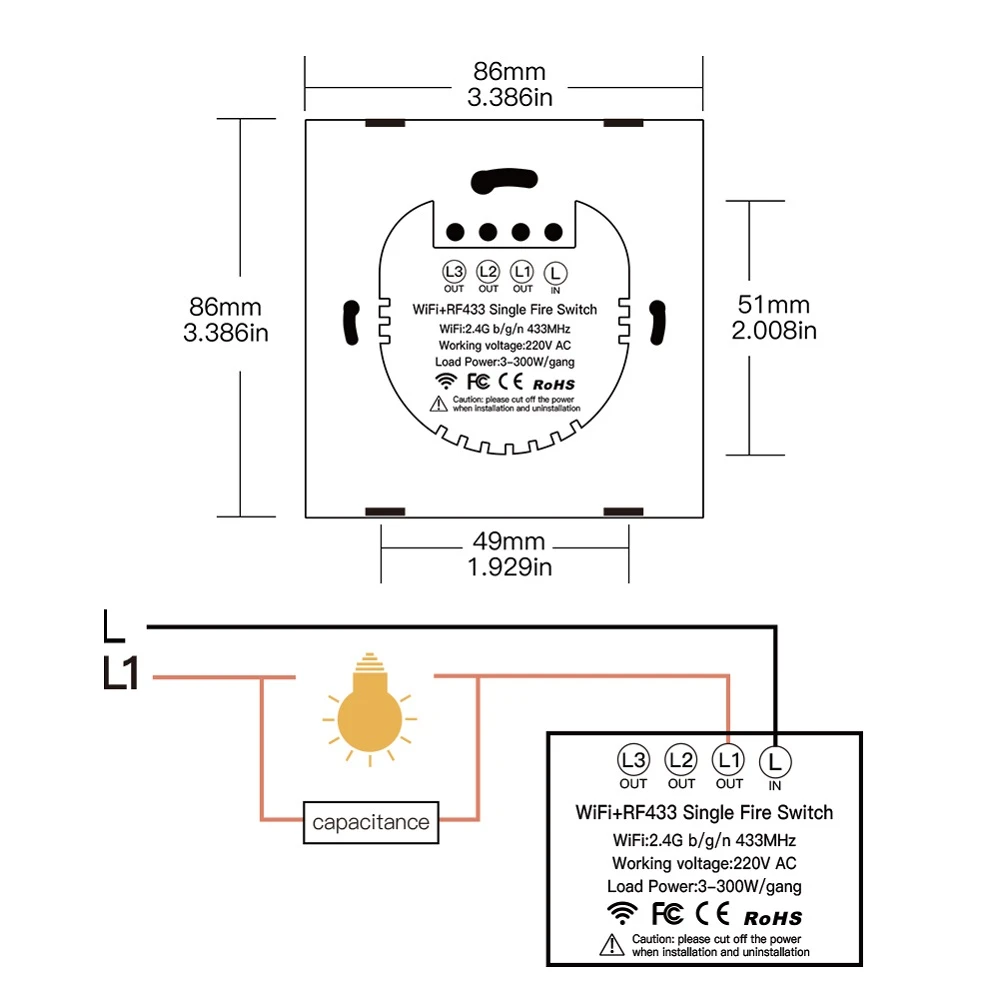 86mm
3.386in
86mm
3.386in
51mm
2.008in
L3 L2 L1 L
OUT OUT OUT IN
WiFi+RF433 Single Fire Switch
WiFi:2.4G b/g/n 433MHz
Working voltage:220V AC
Load Power:3-300W/gang
FC CE RoHS
Caution: please cut off the power
when installation and uninstallation
49mm
1.929in
L
L1
capacitance
L3 L2 L1 L
OUT OUT OUT IN
WiFi+RF433 Single Fire Switch
WiFi:2.4G b/g/n 433MHz
Working voltage:220V AC
Load Power:3-300W/gang
FC CE RoHS
Caution: please cut off the power
when installation and uninstallation